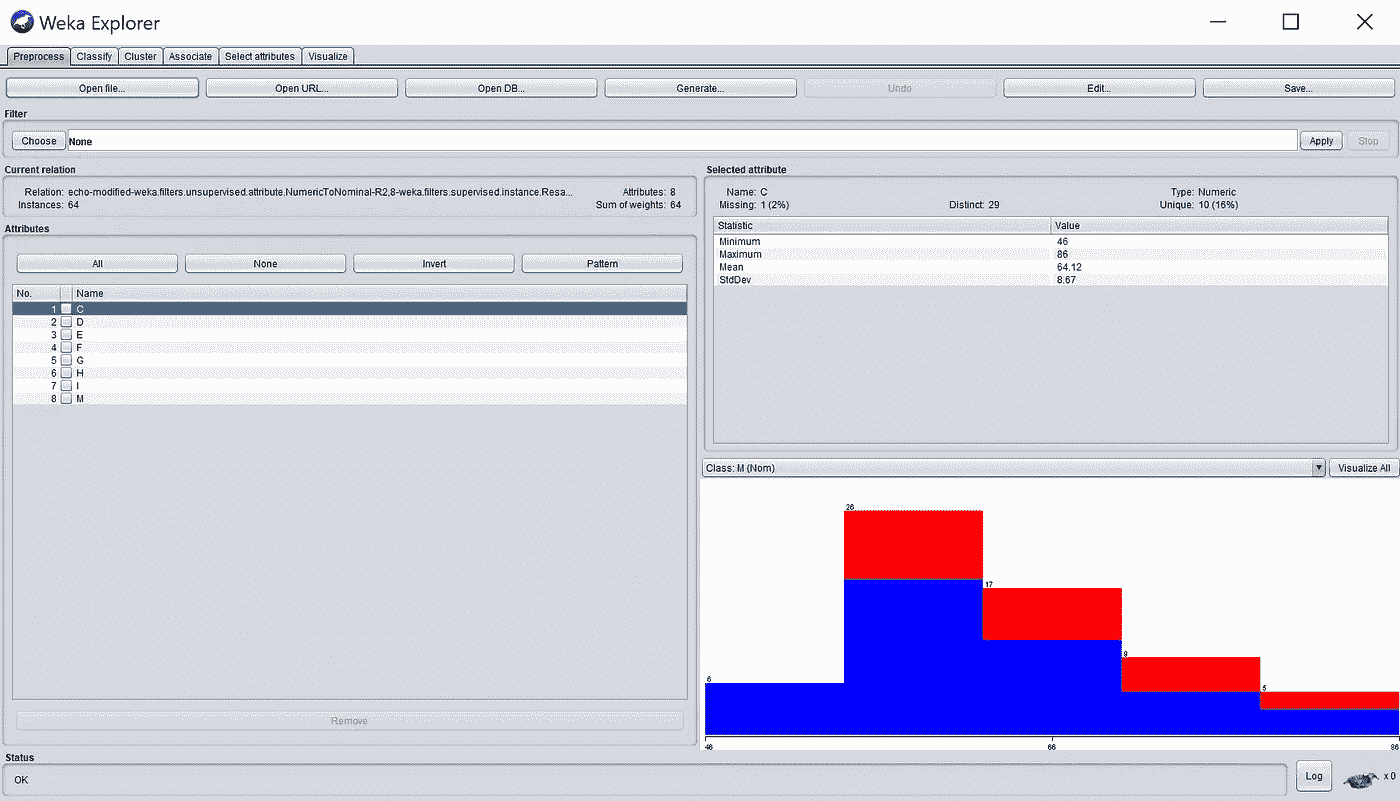 Weka Explorer
Preprocess Classify Cluster Associate Select attributes Visualize
Open file... Open URL... Open DB... Generate... Undo Edit... Save...
Filter
Choose None Apply Stop
Current relation
Relation: echo-modified-weka.filters.unsupervised.attribute.NumericToNominal-R2,8-weka.filters.supervised.instance.Resa... Attributes: 8
Instances: 64 Sum of weights: 64
Attributes
All None Invert Pattern
No. Name
1 C
2 D
3 E
4 F
5 G
6 H
7 I
8 M
Remove
Selected attribute
Name: C Type: Numeric
Missing: 1 (2%) Distinct: 29 Unique: 10 (16%)
Statistic Value
Minimum 46
Maximum 86
Mean 64.12
StdDev 8.67
Class: M (Nom) Visualize All
26
17
9
6
5
46 66 86
Status
OK Log x 0